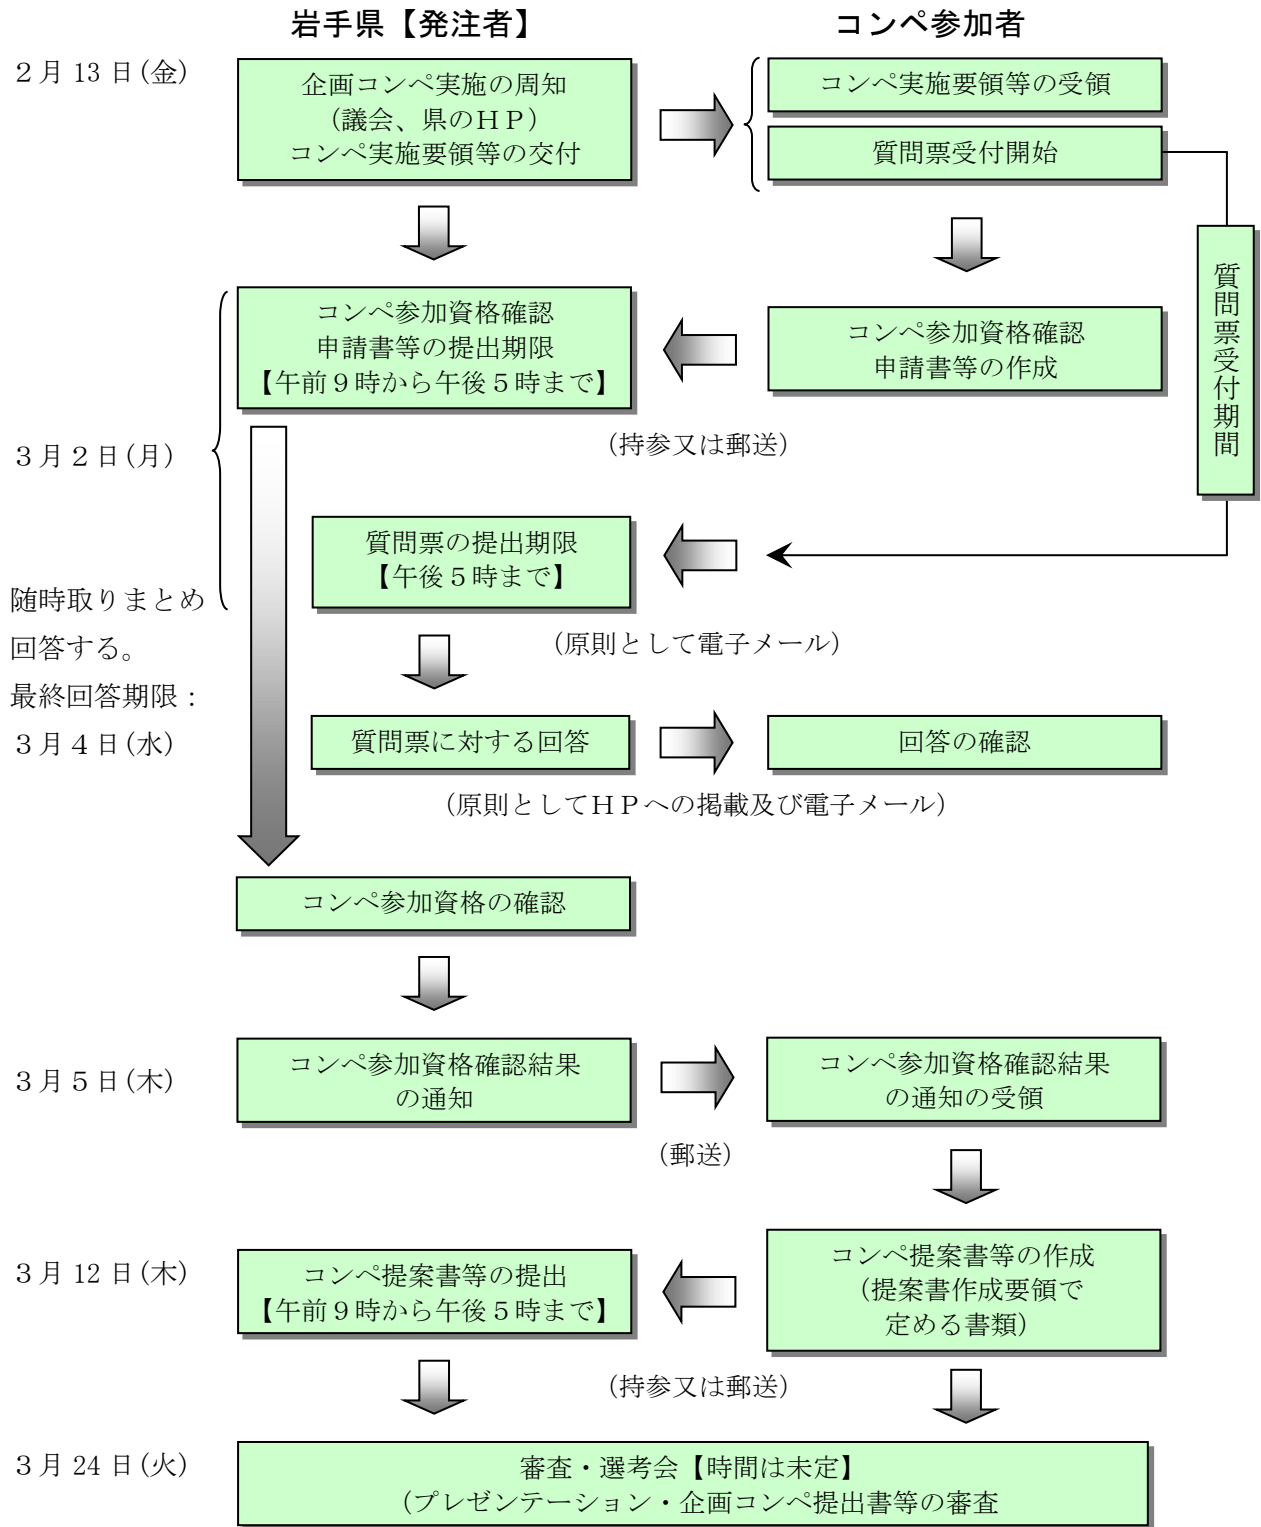 岩手県【発注者】
コンペ参加者
２月 13 日(金)
企画コンペ実施の周知
（議会、県のＨＰ）
コンペ実施要領等の交付
コンペ実施要領等の受領
質問票受付開始
質問票受付期間
コンペ参加資格確認
申請書等の提出期限
【午前９時から午後５時まで】
コンペ参加資格確認
申請書等の作成
（持参又は郵送）
３月２日(月)
質問票の提出期限
【午後５時まで】
（原則として電子メール）
随時取りまとめ
回答する。
最終回答期限：
３月４日(水)
質問票に対する回答
回答の確認
（原則としてＨＰへの掲載及び電子メール）
コンペ参加資格の確認
３月５日(木)
コンペ参加資格確認結果
の通知
コンペ参加資格確認結果
の通知の受領
（郵送）
３月 12 日(木)
コンペ提案書等の提出
【午前９時から午後５時まで】
コンペ提案書等の作成
（提案書作成要領で
定める書類）
（持参又は郵送）
３月 24 日(火)
審査・選考会【時間は未定】
（プレゼンテーション・企画コンペ提出書等の審査